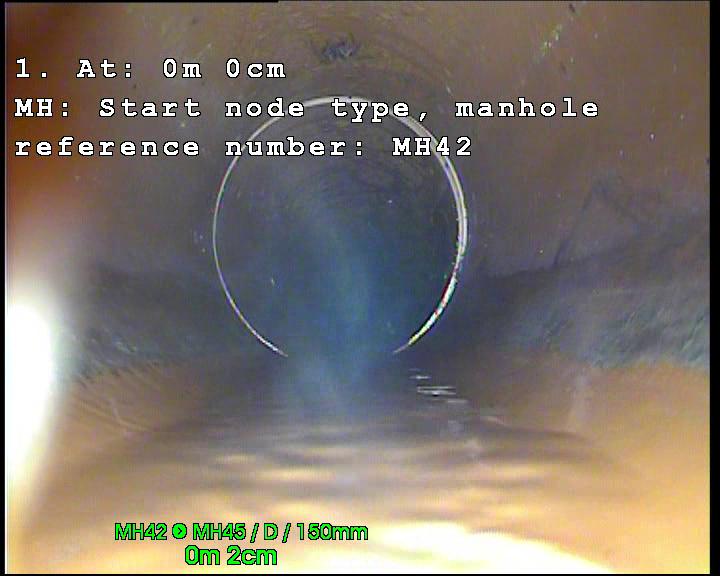 1. At: 0m 0cm
MH: Start node type, manhole
reference number: MH42
MH42 > MH45 / D / 150mm
0m 2cm